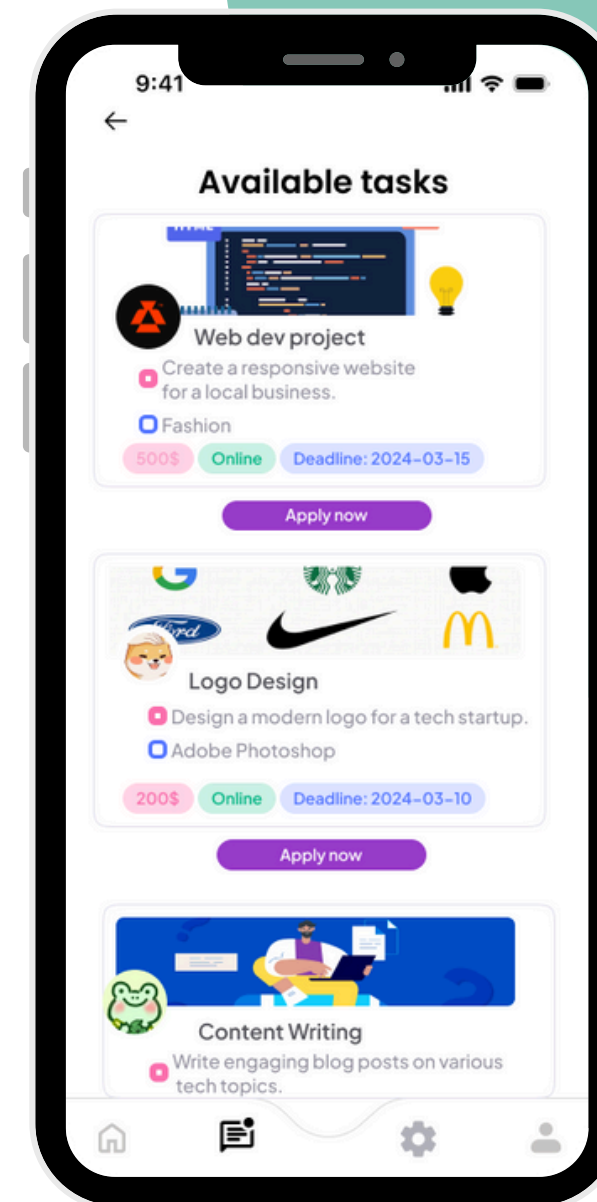 9:41
Available tasks
HTML
Web dev project
Create a responsive website
for a local business.
Fashion
500$ Online Deadline: 2024-03-15
Apply now
Ford
Logo Design
Design a modern logo for a tech startup.
Adobe Photoshop
200$ Online Deadline: 2024-03-10
Apply now
Content Writing
Write engaging blog posts on various
tech topics.